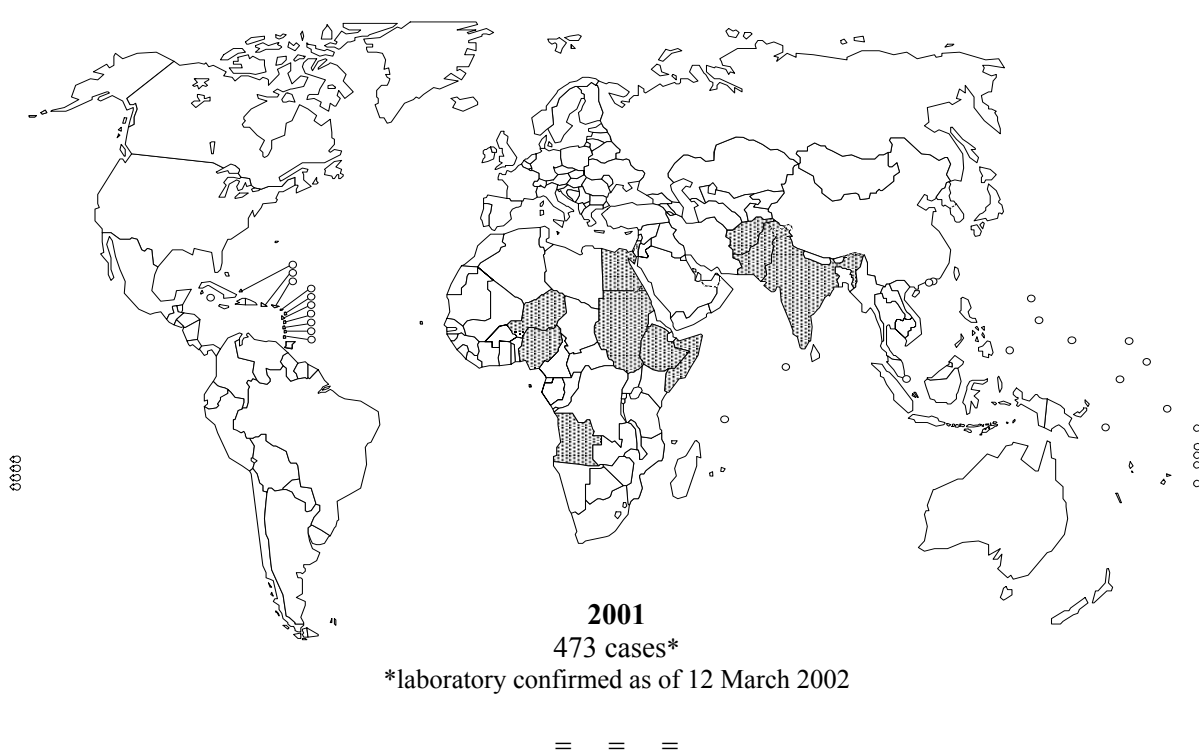 2001
473 cases*
*laboratory confirmed as of 12 March 2002
= = =